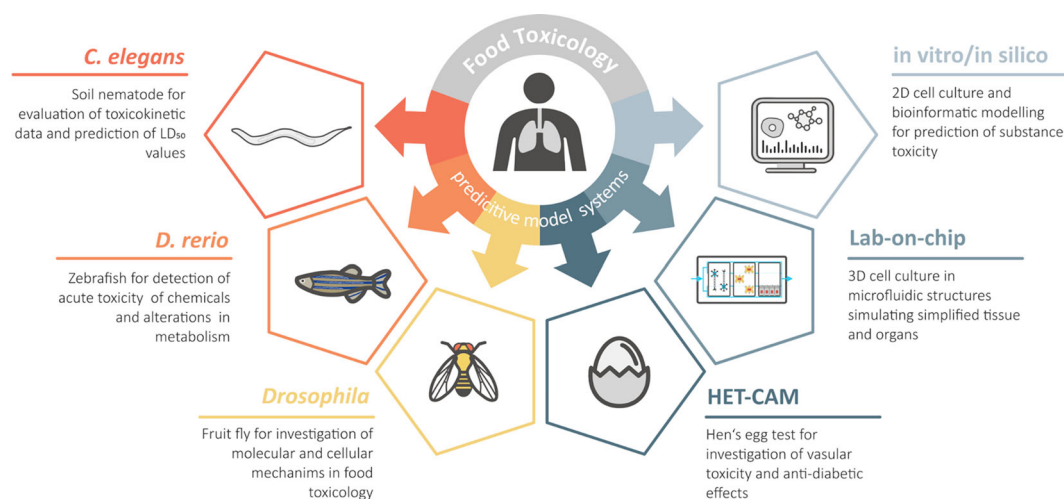 Food Toxicology
predicitive model systems
C. elegans
Soil nematode for
evaluation of toxicokinetic
data and prediction of LD₅₀
values
D. rerio
Zebrafish for detection of
acute toxicity of chemicals
and alterations in
metabolism
Drosophila
Fruit fly for investigation of
molecular and cellular
mechanims in food
toxicology
HET-CAM
Hen's egg test for
investigation of vasular
toxicity and anti-diabetic
effects
Lab-on-chip
3D cell culture in
microfluidic structures
simulating simplified tissue
and organs
in vitro/in silico
2D cell culture and
bioinformatic modelling
for prediction of substance
toxicity